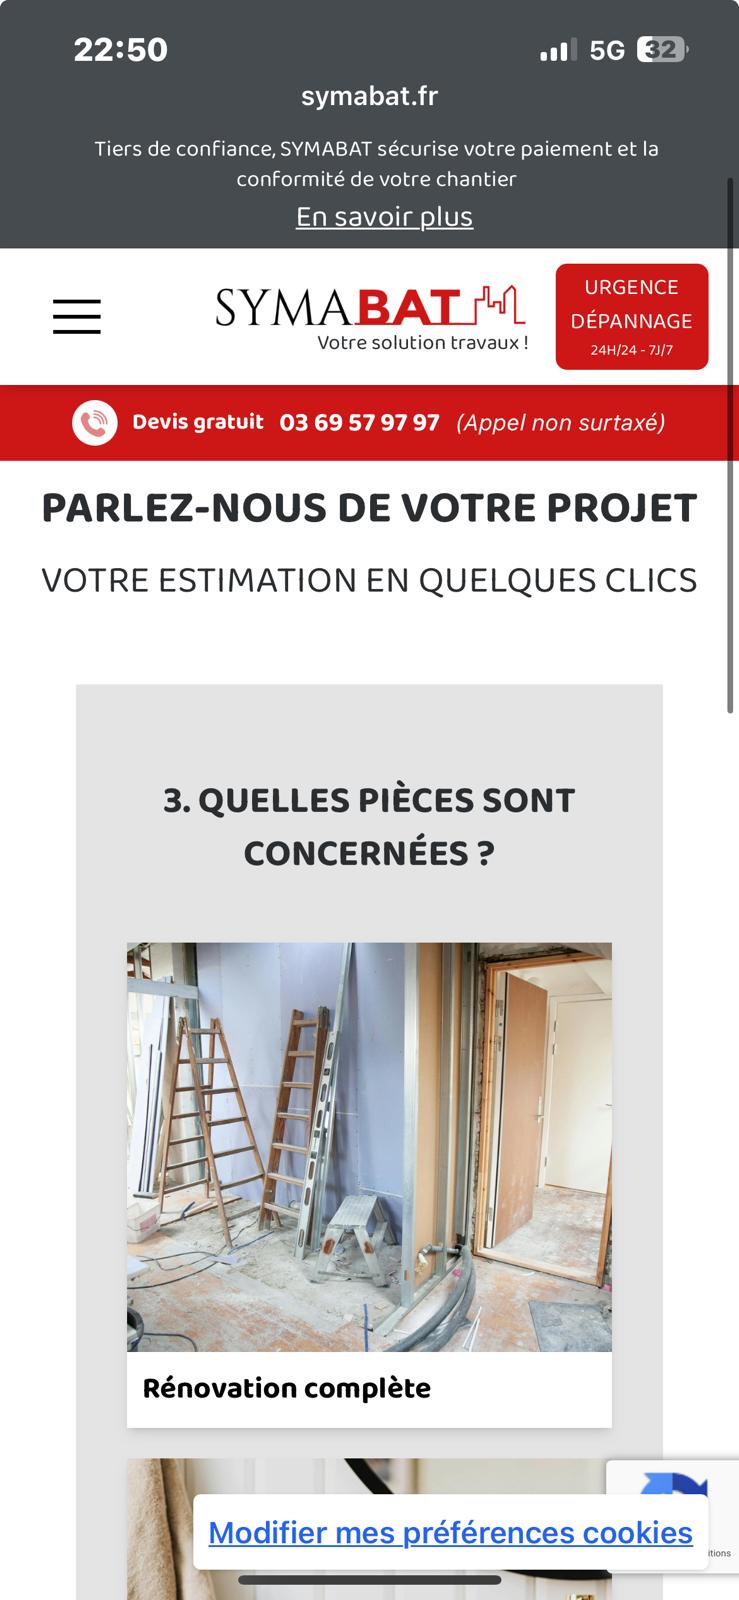 22:50
5G
32
symabat.fr
Tiers de confiance, SYMABAT sécurise votre paiement et la
conformité de votre chantier
En savoir plus
SYMABAT
Votre solution travaux !
URGENCE
DÉPANNAGE
24H/24 - 7J/7
Devis gratuit 03 69 57 97 97 (Appel non surtaxé)
PARLEZ-NOUS DE VOTRE PROJET
VOTRE ESTIMATION EN QUELQUES CLICS
3. QUELLES PIÈCES SONT
CONCERNÉES ?
Rénovation complète
Modifier mes préférences cookies